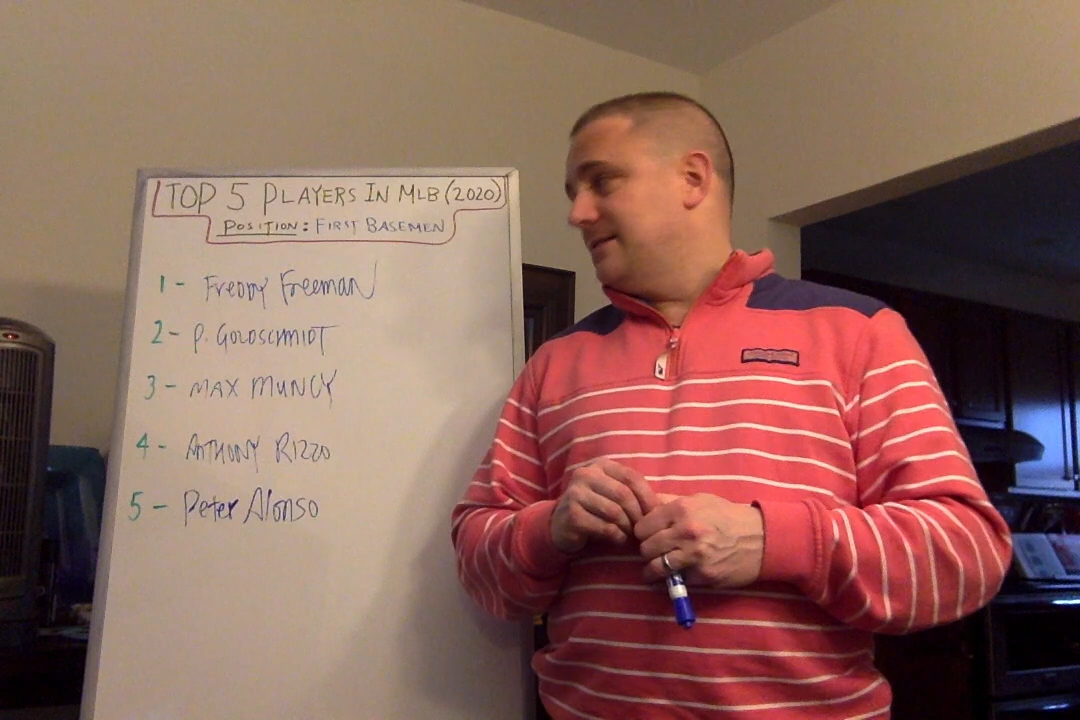 TOP 5 PLAYERS IN MLB (2020)
POSITION: FIRST BASEMEN
1 - Freddy Freeman
2 - P. GOLDSCHMIDT
3 - MAX MUNCY
4 - ANTHONY RIZZO
5 - Peter Alonso